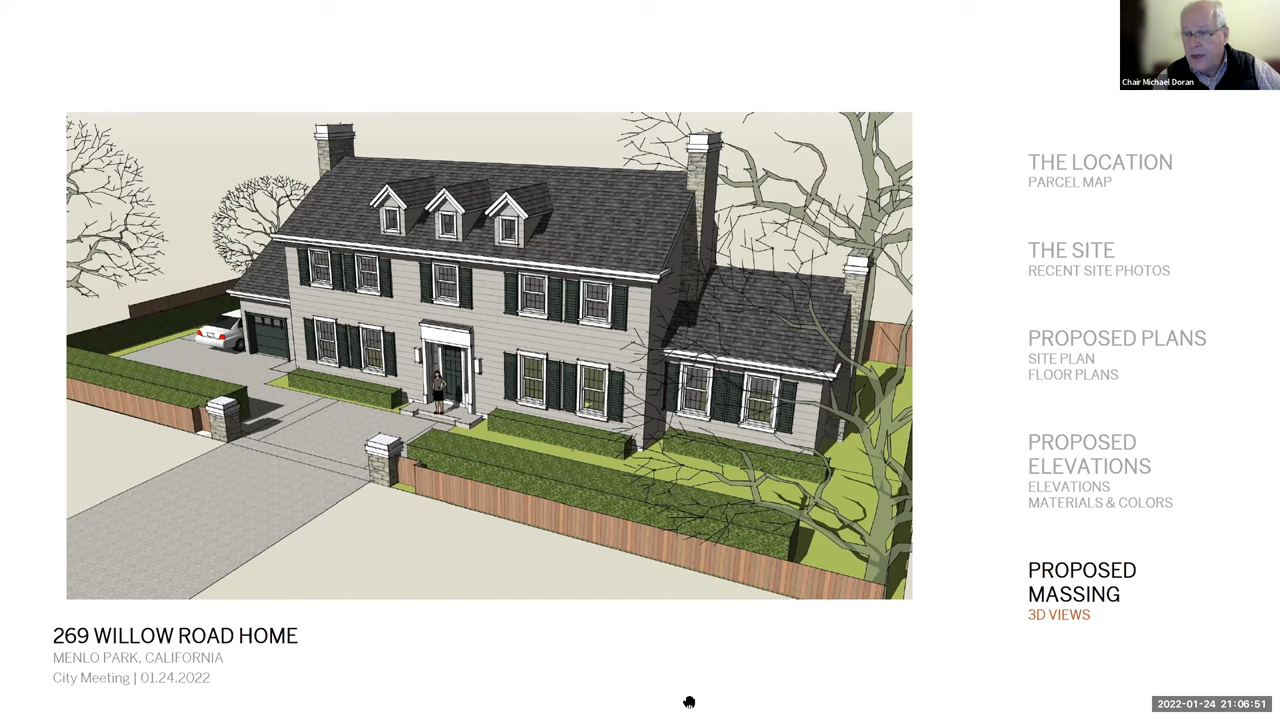 Chair Michael Doran
THE LOCATION
PARCEL MAP
THE SITE
RECENT SITE PHOTOS
PROPOSED PLANS
SITE PLAN
FLOOR PLANS
PROPOSED
ELEVATIONS
ELEVATIONS
MATERIALS & COLORS
PROPOSED
MASSING
3D VIEWS
269 WILLOW ROAD HOME
MENLO PARK, CALIFORNIA
City Meeting | 01.24.2022
2022-01-24 21:06:51